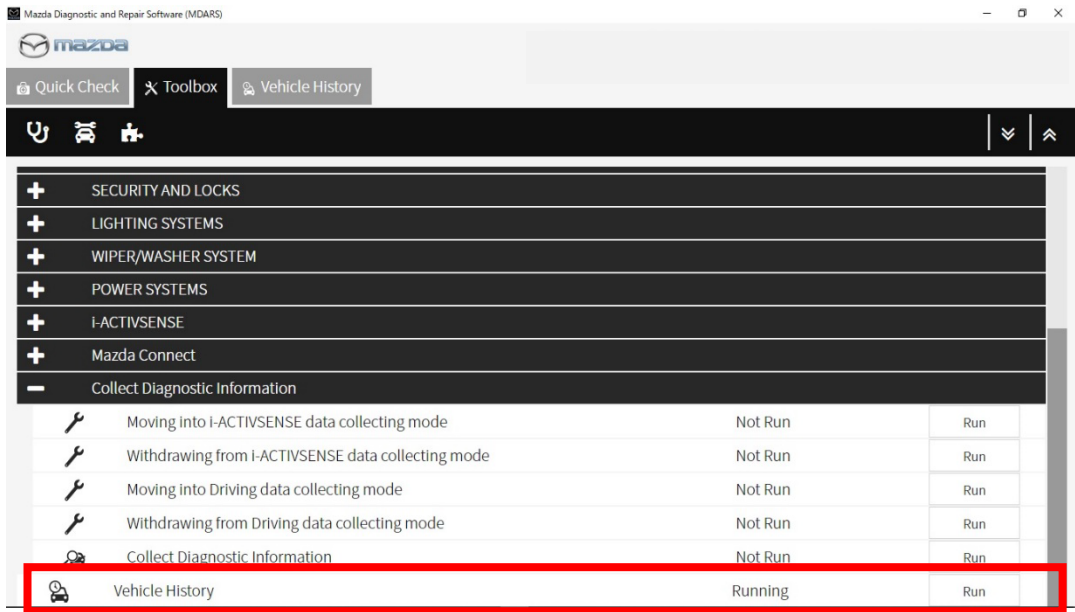 Mazda Diagnostic and Repair Software (MDARS)
mazda
Quick Check Toolbox Vehicle History
SECURITY AND LOCKS
LIGHTING SYSTEMS
WIPER/WASHER SYSTEM
POWER SYSTEMS
i-ACTIVSENSE
Mazda Connect
Collect Diagnostic Information
Moving into i-ACTIVSENSE data collecting mode Not Run Run
Withdrawing from i-ACTIVSENSE data collecting mode Not Run Run
Moving into Driving data collecting mode Not Run Run
Withdrawing from Driving data collecting mode Not Run Run
Collect Diagnostic Information Not Run Run
Vehicle History Running Run